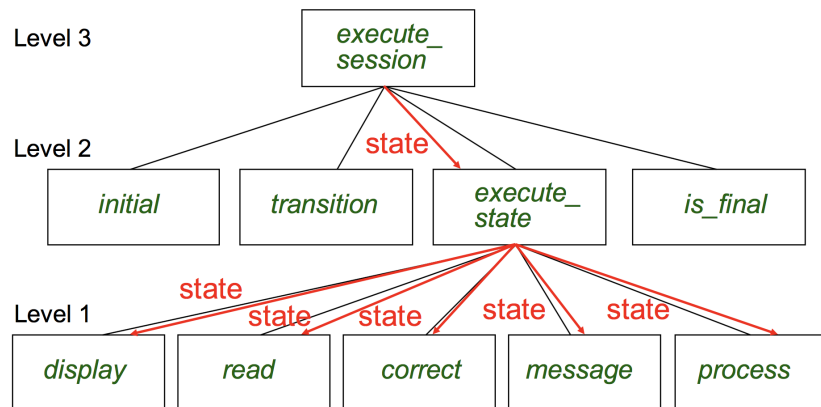 Level 3
execute_
session
Level 2
state
initial
transition
execute_
state
is_final
Level 1
state
state
state
state
state
display
read
correct
message
process